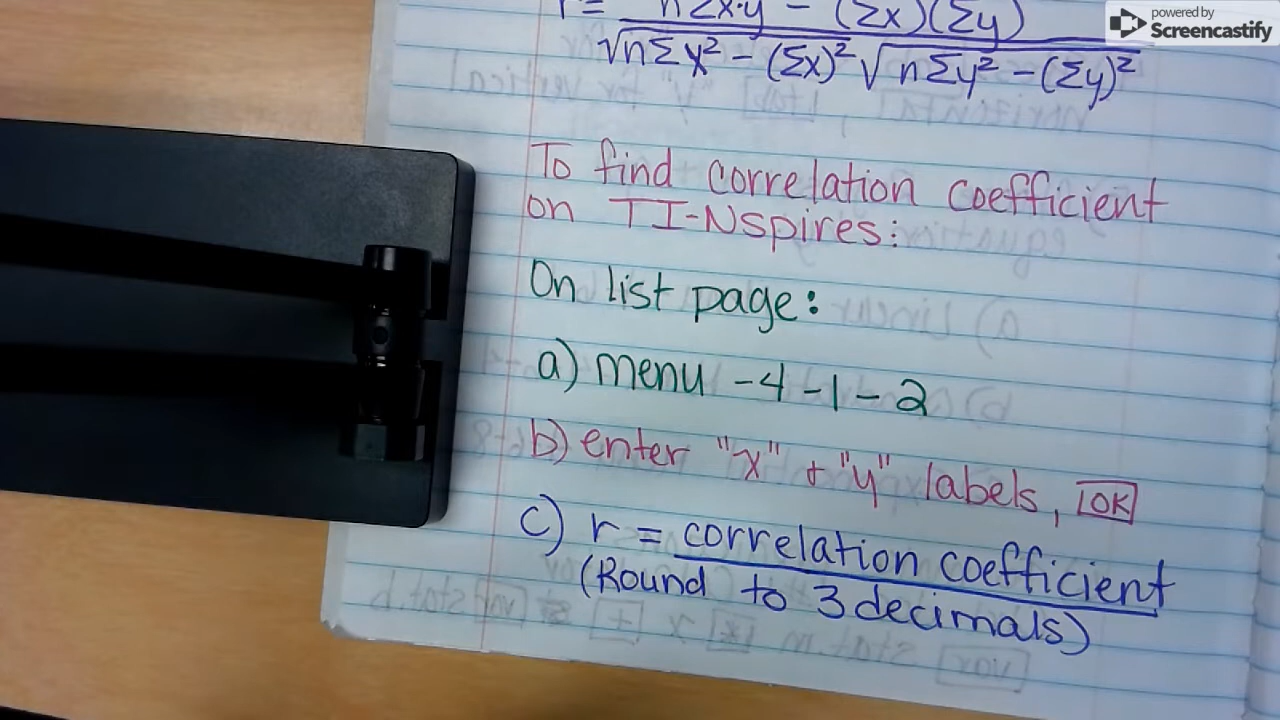 powered by
Screencastify
r = nΣx·y - (Σx)(Σy)
√nΣx² - (Σx)² √nΣy² - (Σy)²
To find correlation coefficient
on TI-Nspires:
On list page:
a) menu -4-1-2
b) enter "x" + "y" labels, OK
c) r = correlation coefficient
(Round to 3 decimals)